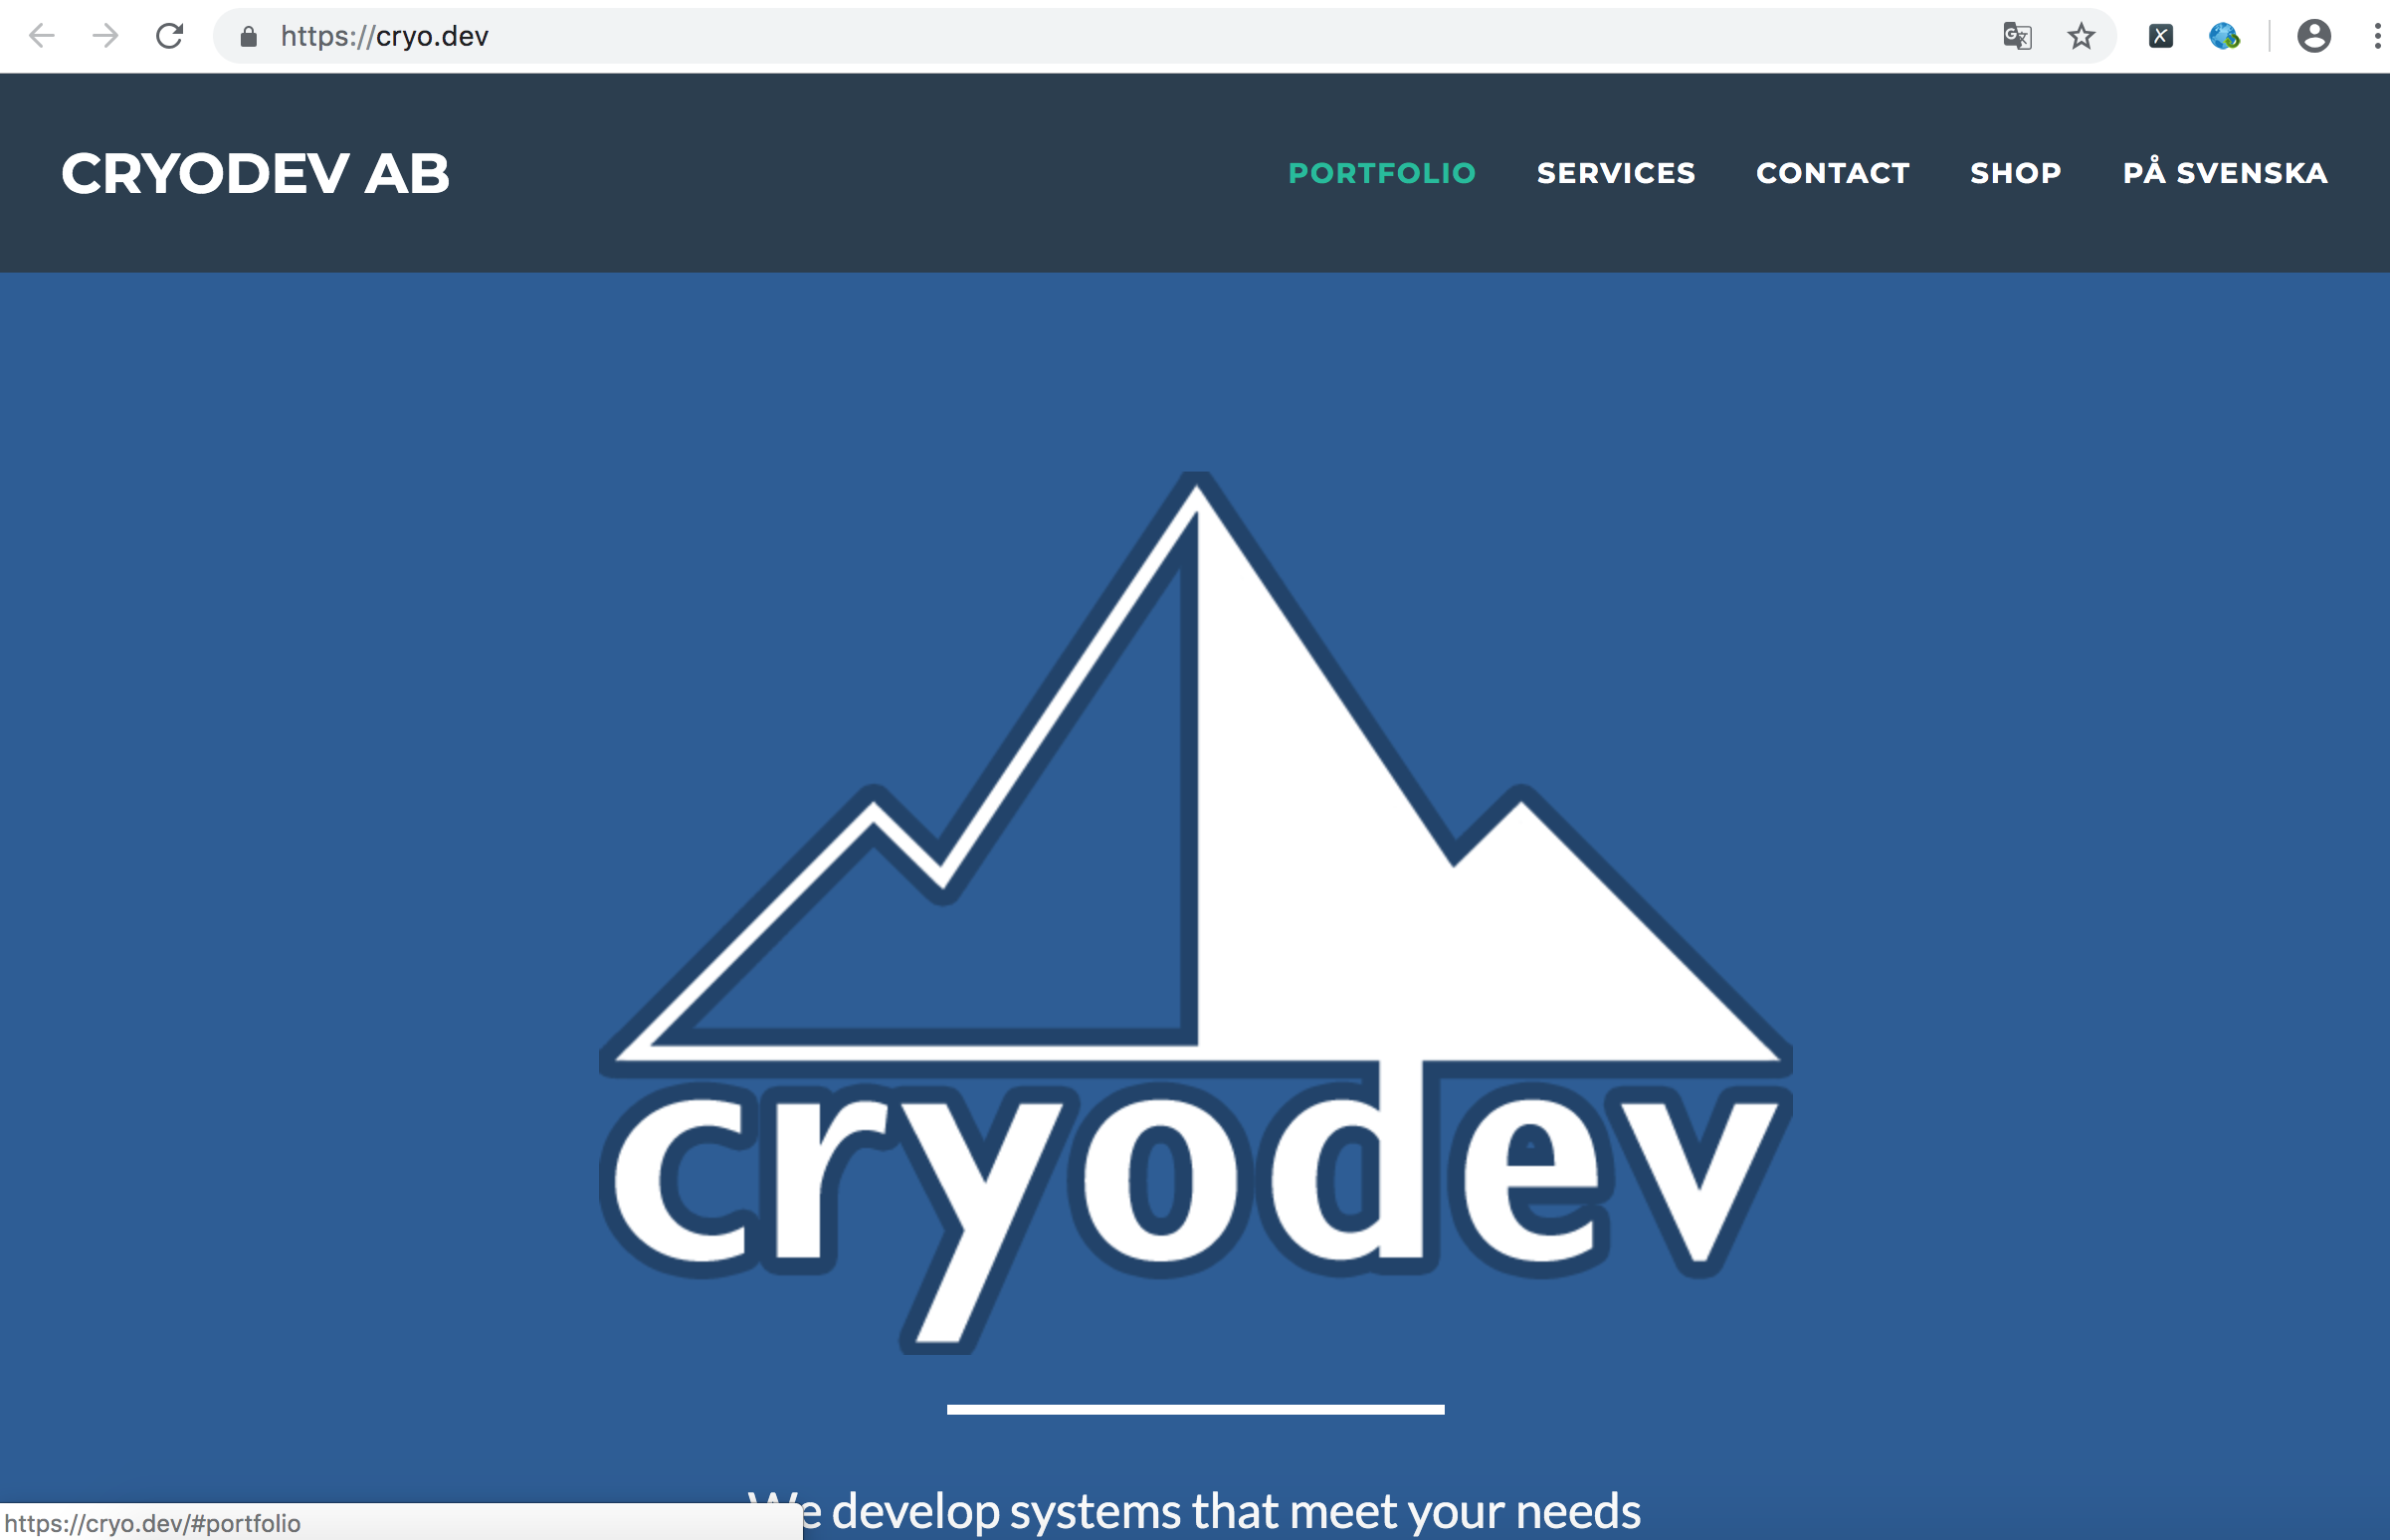 https://cryo.dev
CRYODEV AB
PORTFOLIO
SERVICES
CONTACT
SHOP
PÅ SVENSKA
cryodev
We develop systems that meet your needs
https://cryo.dev/#portfolio